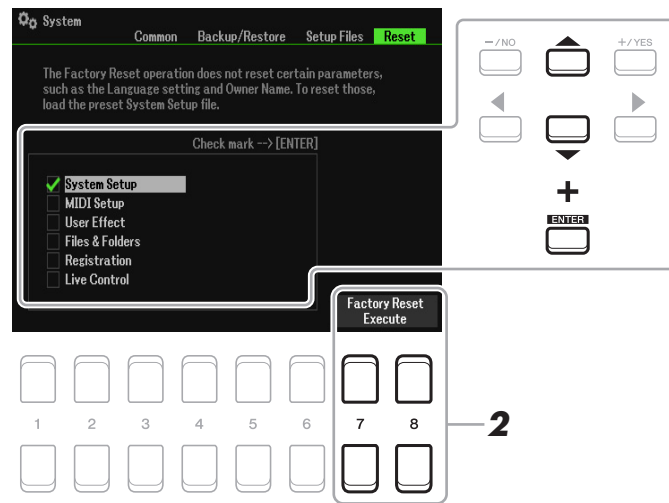 System
Common Backup/Restore Setup Files Reset
The Factory Reset operation does not reset certain parameters,
such as the Language setting and Owner Name. To reset those,
load the preset System Setup file.
Check mark --> [ENTER]
System Setup
MIDI Setup
User Effect
Files & Folders
Registration
Live Control
Factory Reset
Execute
−/NO
+/YES
+
ENTER
1 2 3 4 5 6 7 8
2